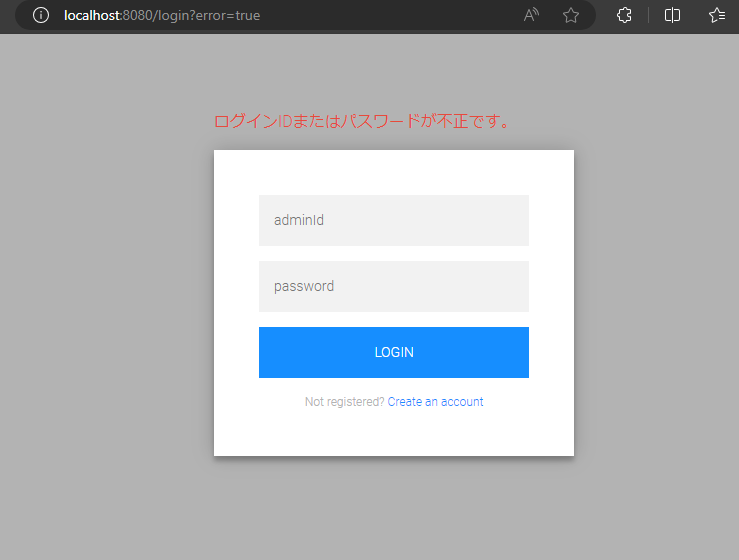 localhost:8080/login?error=true
ログインIDまたはパスワードが不正です。
adminId
password
LOGIN
Not registered? Create an account